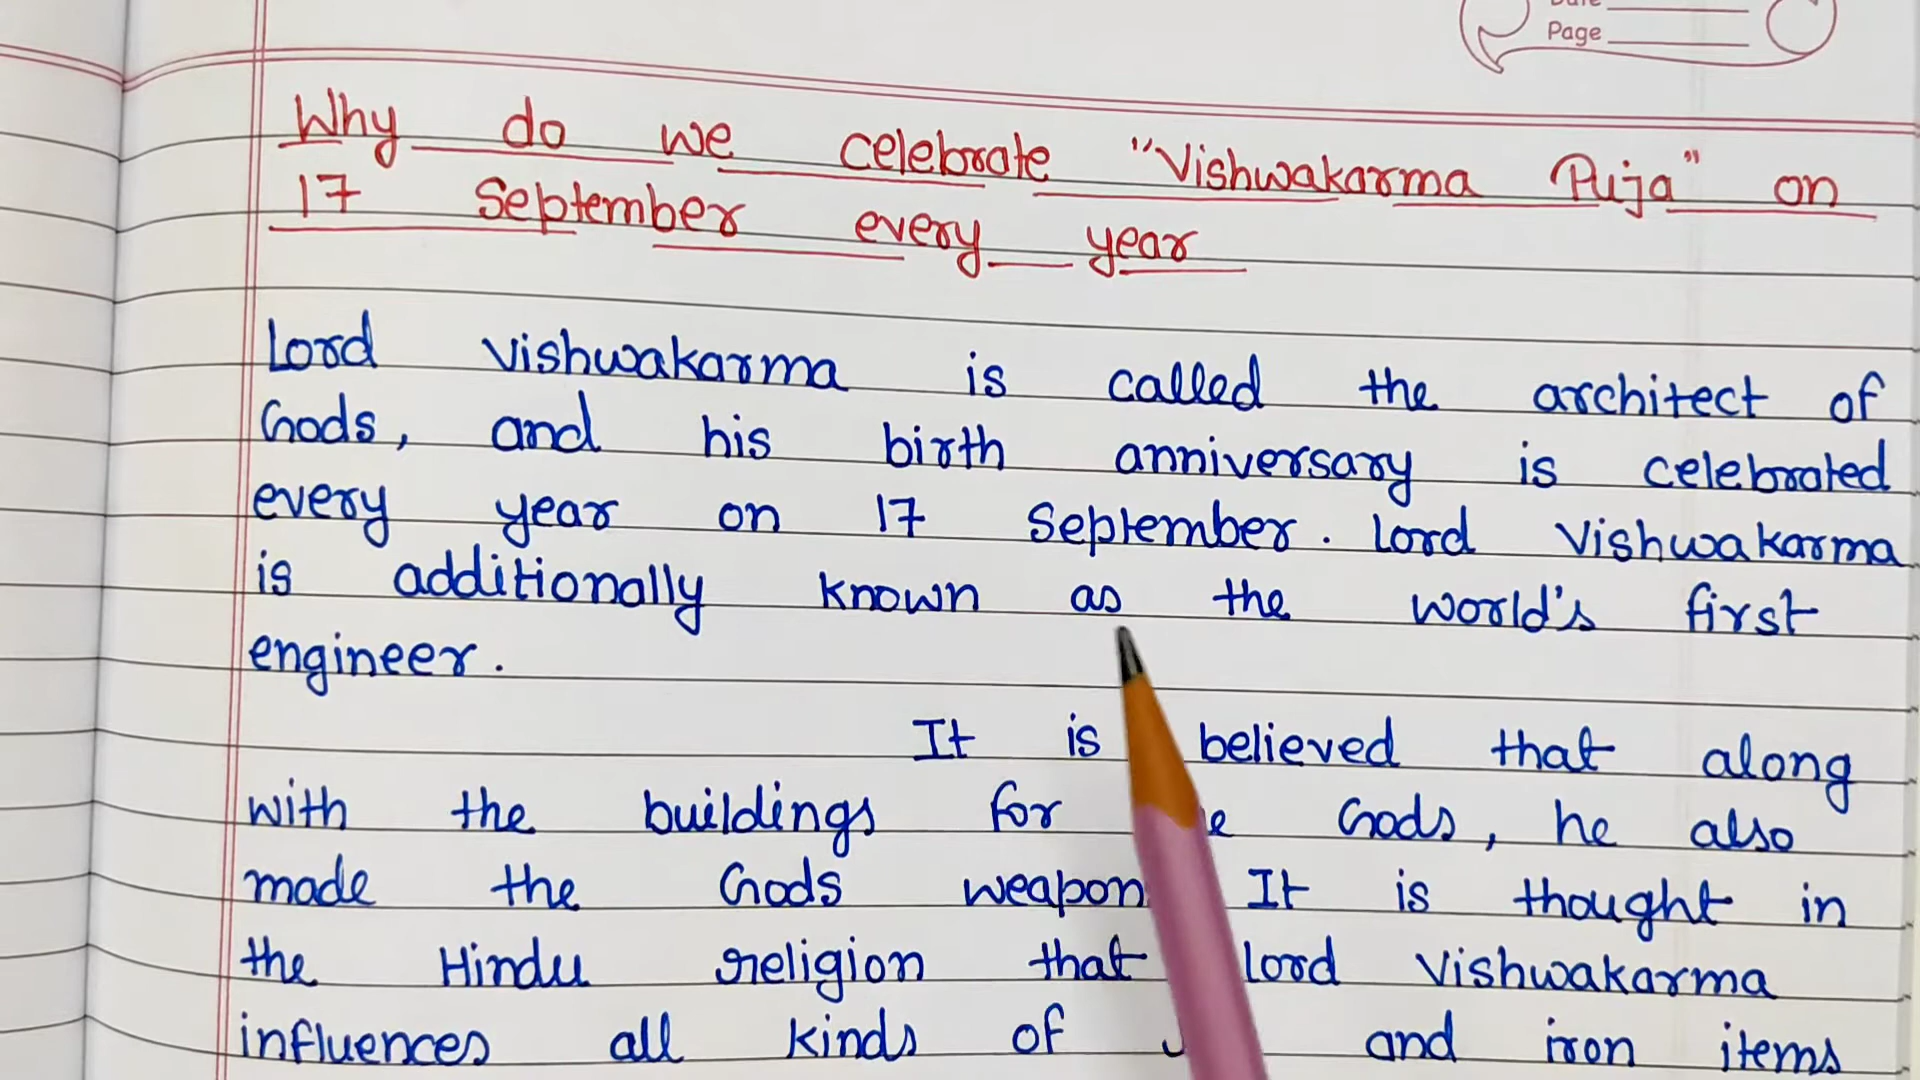 Page
Why do we celebrate "Vishwakarma Puja" on
17 September every year
Lord Vishwakarma is called the architect of
Gods, and his birth anniversary is celebrated
every year on 17 September. Lord Vishwakarma
is additionally known as the world's first
engineer.
It is believed that along
with the buildings for Gods, he also
made the Gods weapon It is thought in
the Hindu religion that Lord Vishwakarma
influences all kinds of and iron items